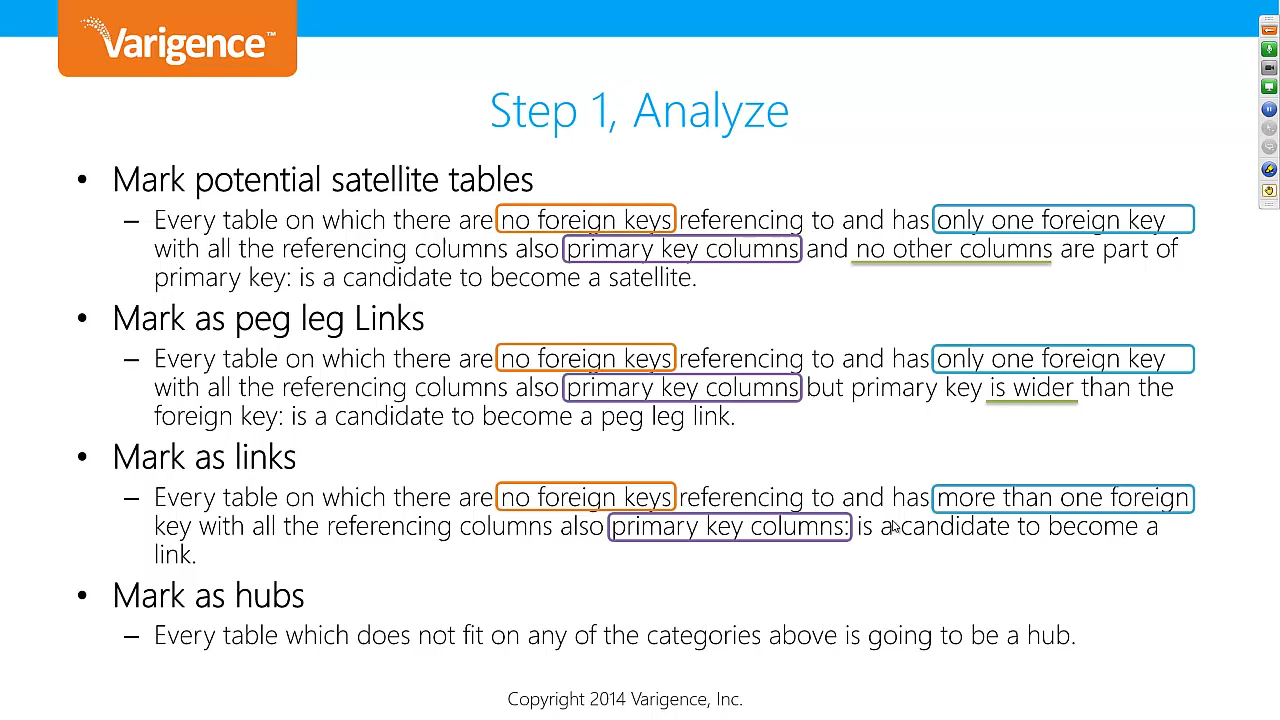 Varigence™
Step 1, Analyze
• Mark potential satellite tables
– Every table on which there are no foreign keys referencing to and has only one foreign key
with all the referencing columns also primary key columns and no other columns are part of
primary key: is a candidate to become a satellite.
• Mark as peg leg Links
– Every table on which there are no foreign keys referencing to and has only one foreign key
with all the referencing columns also primary key columns but primary key is wider than the
foreign key: is a candidate to become a peg leg link.
• Mark as links
– Every table on which there are no foreign keys referencing to and has more than one foreign
key with all the referencing columns also primary key columns: is a candidate to become a
link.
• Mark as hubs
– Every table which does not fit on any of the categories above is going to be a hub.
Copyright 2014 Varigence, Inc.